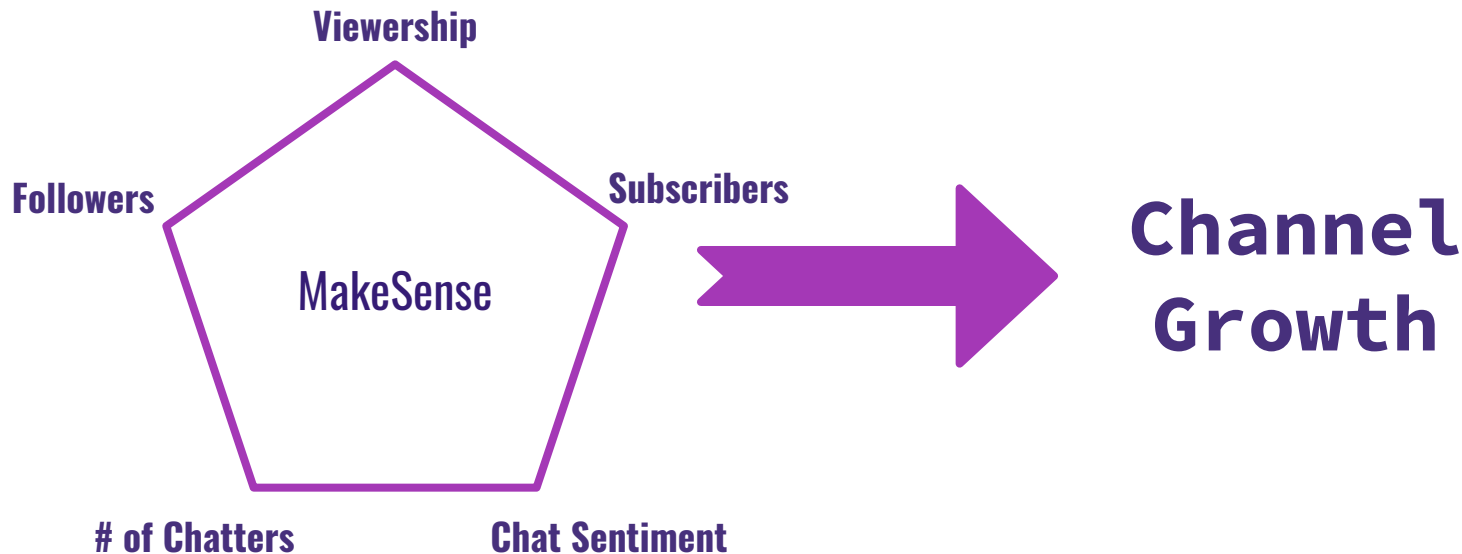 Viewership
Followers
Subscribers
MakeSense
# of Chatters
Chat Sentiment
Channel
Growth